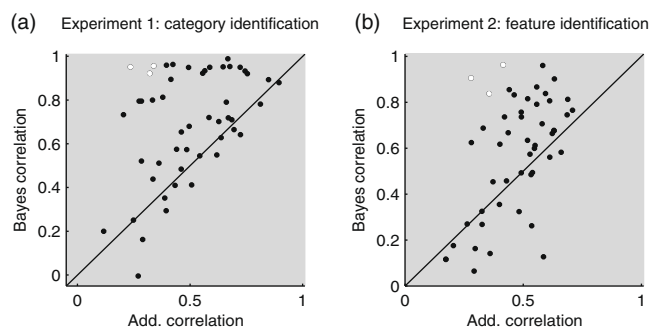 (a) Experiment 1: category identification
Bayes correlation
1
0.8
0.6
0.4
0.2
0
0 0.5 1
Add. correlation
(b) Experiment 2: feature identification
Bayes correlation
1
0.8
0.6
0.4
0.2
0
0 0.5 1
Add. correlation